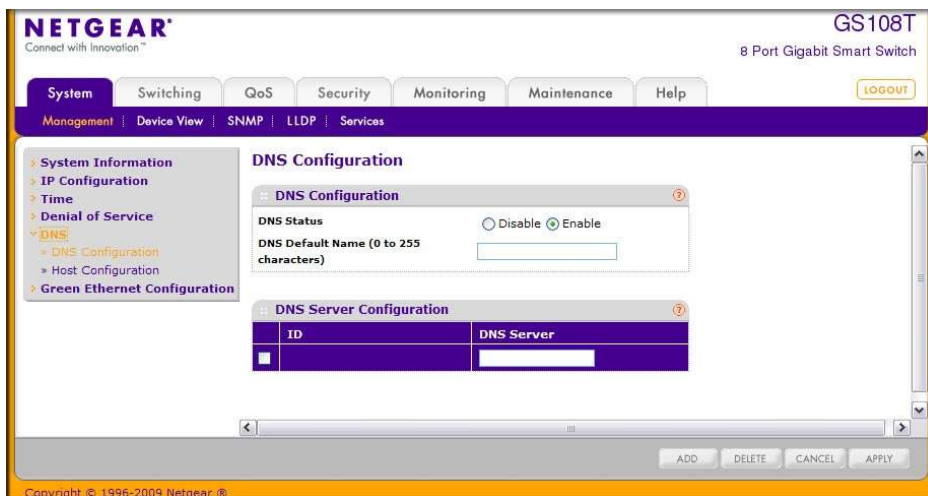 NETGEAR®
Connect with Innovation™
GS108T
8 Port Gigabit Smart Switch
System Switching QoS Security Monitoring Maintenance Help LOGOUT
Management Device View SNMP LLDP Services
System Information
IP Configuration
Time
Denial of Service
DNS
DNS Configuration
Host Configuration
Green Ethernet Configuration
DNS Configuration
DNS Configuration
DNS Status Disable Enable
DNS Default Name (0 to 255
characters)
DNS Server Configuration
ID DNS Server
ADD DELETE CANCEL APPLY
Copyright © 1996-2009 Netgear ®